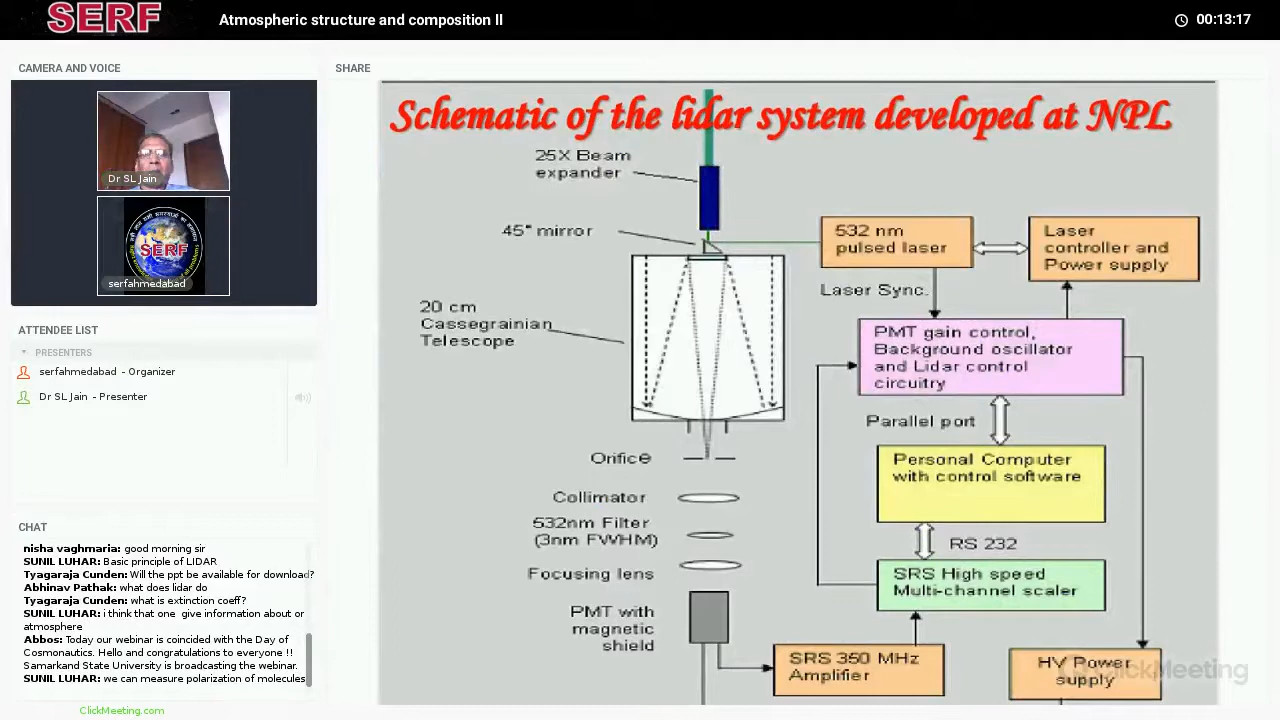 SERF
Atmospheric structure and composition II
00:13:17
CAMERA AND VOICE
Dr SL Jain
SERF
serfahmedabad
ATTENDEE LIST
PRESENTERS
serfahmedabad - Organizer
Dr SL Jain - Presenter
CHAT
nisha vaghmaria: good morning sir
SUNIL LUHAR: Basic principle of LIDAR
Tyagaraja Cunden: Will the ppt be available for download?
Abhinav Pathak: what does lidar do
Tyagaraja Cunden: what is extinction coeff?
SUNIL LUHAR: i think that one give information about or
atmosphere
Abbos: Today our webinar is coincided with the Day of
Cosmonautics. Hello and congratulations to everyone !!
Samarkand State University is broadcasting the webinar.
SUNIL LUHAR: we can measure polarization of molecules
ClickMeeting.com
SHARE
Schematic of the lidar system developed at NPL
25X Beam
expander
45° mirror
532 nm
pulsed laser
Laser
controller and
Power supply
Laser Sync.
20 cm
Cassegrainian
Telescope
PMT gain control,
Background oscillator
and Lidar control
circuitry
Parallel port
Orifice
Personal Computer
with control software
Collimator
532nm Filter
(3nm FWHM)
RS 232
Focusing lens
SRS High speed
Multi-channel scaler
PMT with
magnetic
shield
SRS 350 MHz
Amplifier
HV Power
supply
ClickMeeting